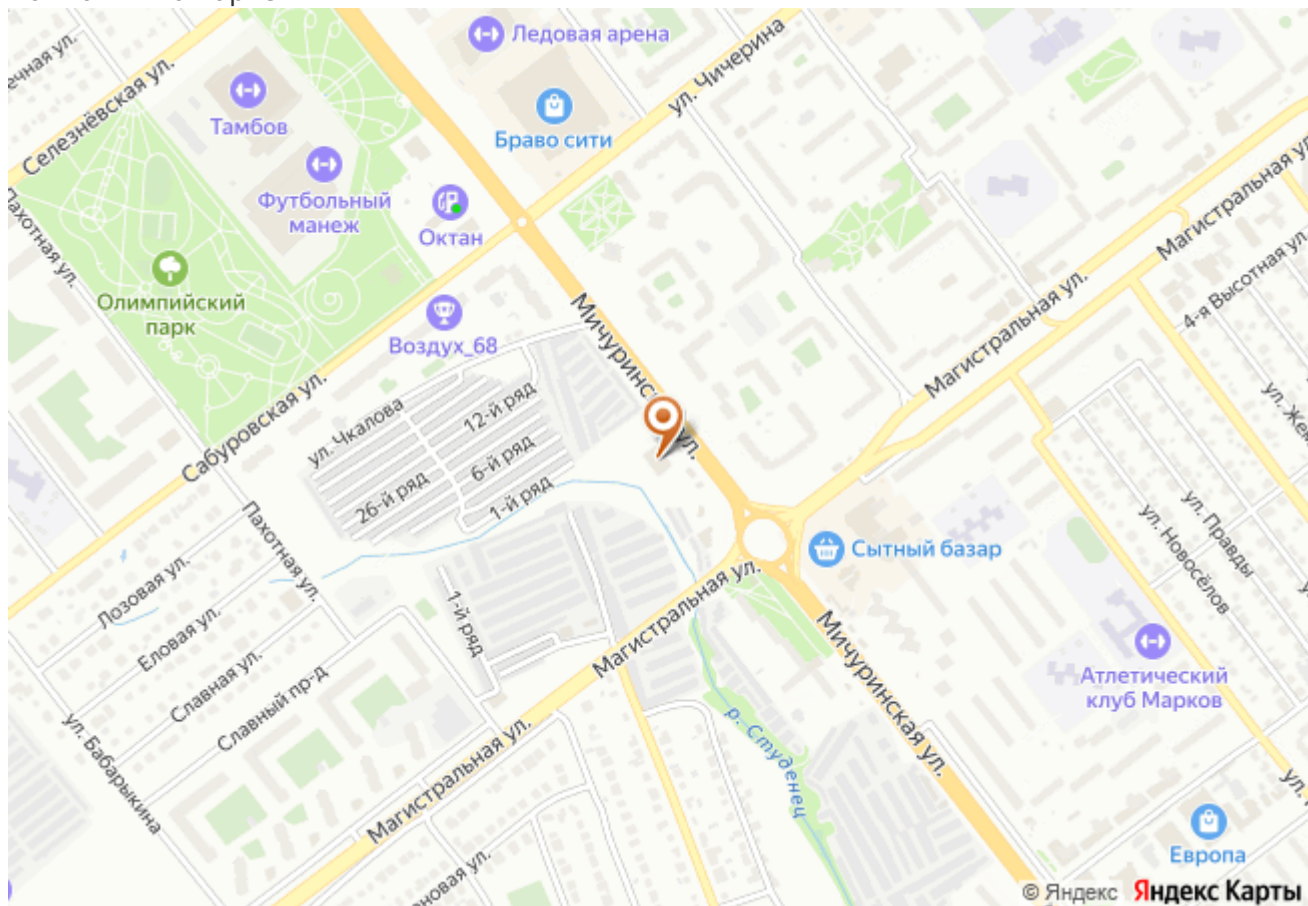 Ледовая арена
ечная ул.
ул. Чичерина
Селезнёвская ул.
Тамбов
Браво сити
Магистральная ул.
Футбольный
манеж
Октан
Пахотная ул.
4-я Высотная ул.
Олимпийский
парк
Мичуринская ул.
Магистральная ул.
Воздух_68
Сабуровская ул.
ул. Чкалова
12-й ряд
6-й ряд
26-й ряд
1-й ряд
Пахотная ул.
ул. Правды
ул. Новосёлов
Сытный базар
Лозовая ул.
Еловая ул.
1-й ряд
Магистральная ул.
Славная ул.
Славный пр-д
Мичуринская ул.
Атлетический
клуб Марков
ул. Бабарыкина
р. Студенец
Магистральная ул.
Европа
© Яндекс Яндекс Карты